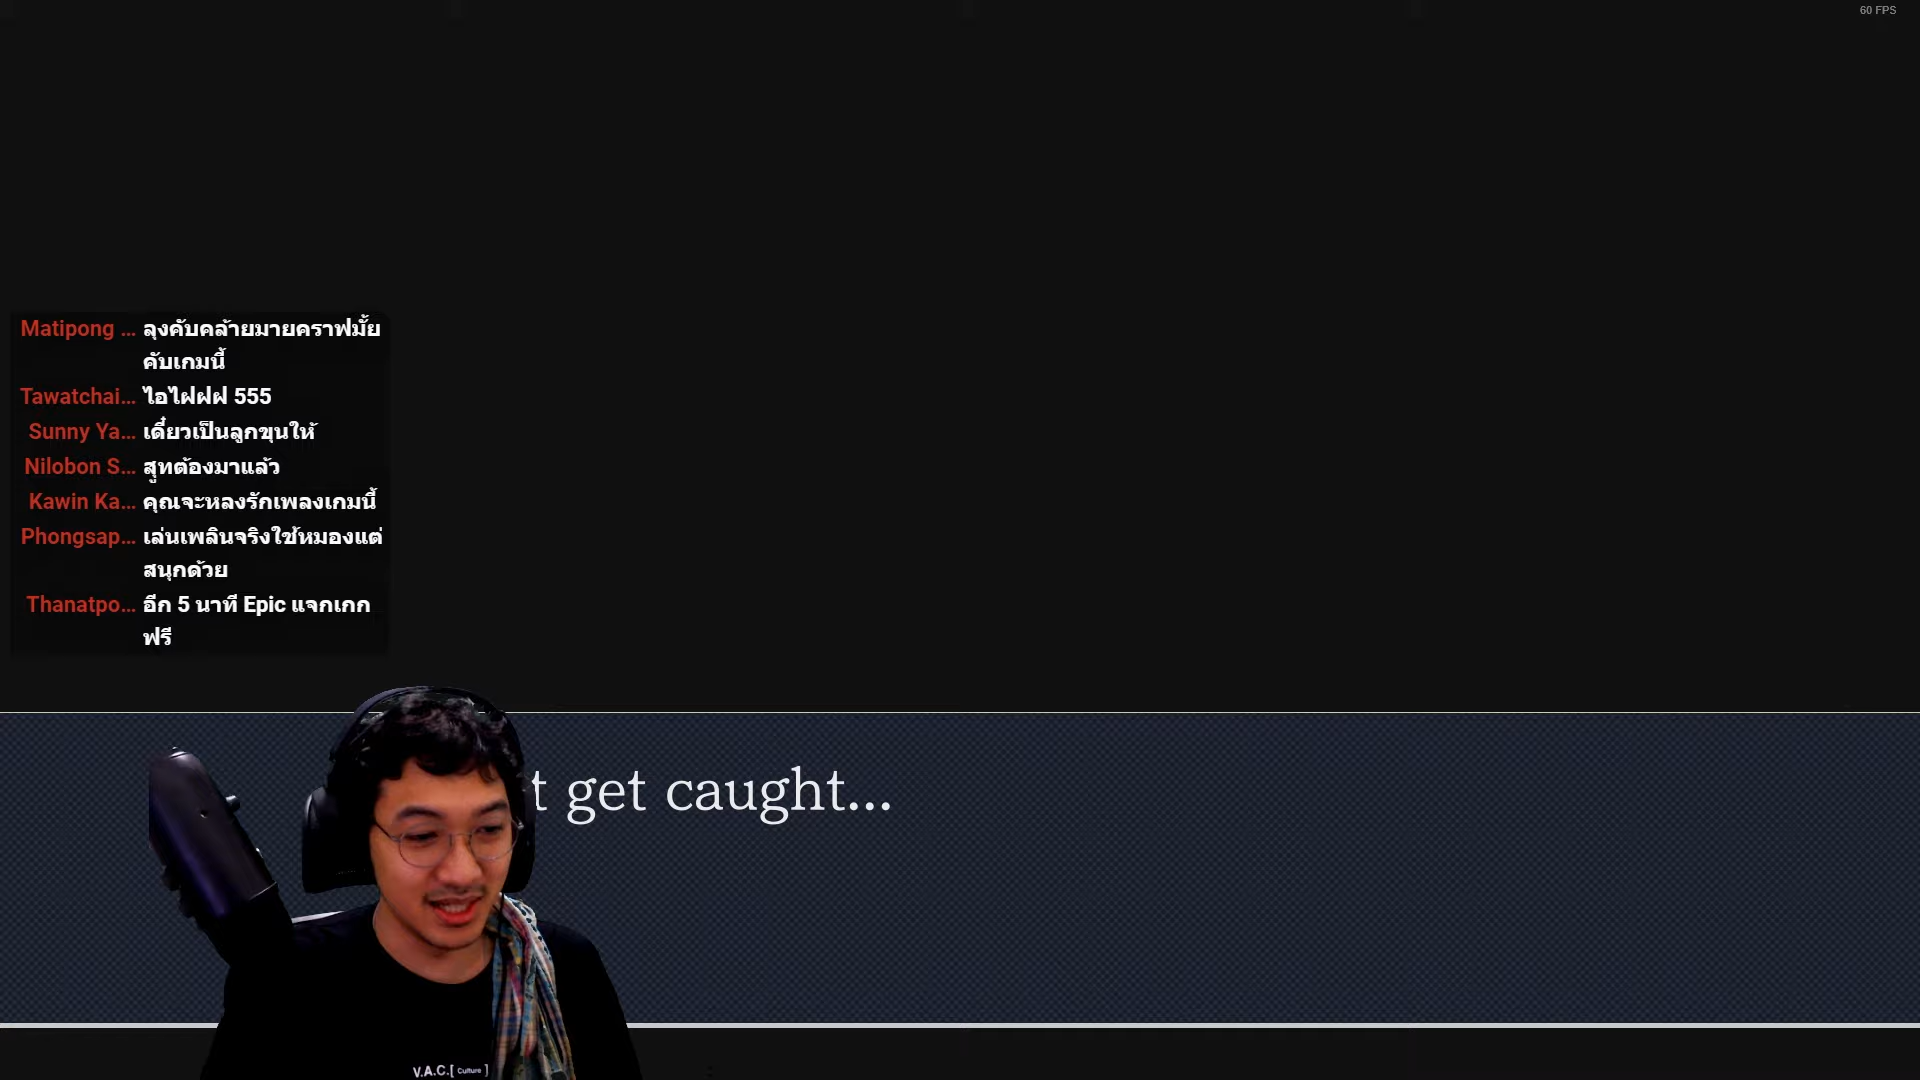 60 FPS
Matipong ... ลุงคับคล้ายมายคราฟมั้ย
คับเกมนี้
Tawatchai... ไอไฝฝฝ 555
Sunny Ya... เดี๋ยวเป็นลูกขุนให้
Nilobon S... สูทต้องมาแล้ว
Kawin Ka... คุณจะหลงรักเพลงเกมนี้
Phongsap... เล่นเพลินจริงใช้หมองแต่
สนุกด้วย
Thanatpo... อีก 5 นาที Epic แจกเกก
ฟรี
t get caught...
V.A.C.[ Culture ]